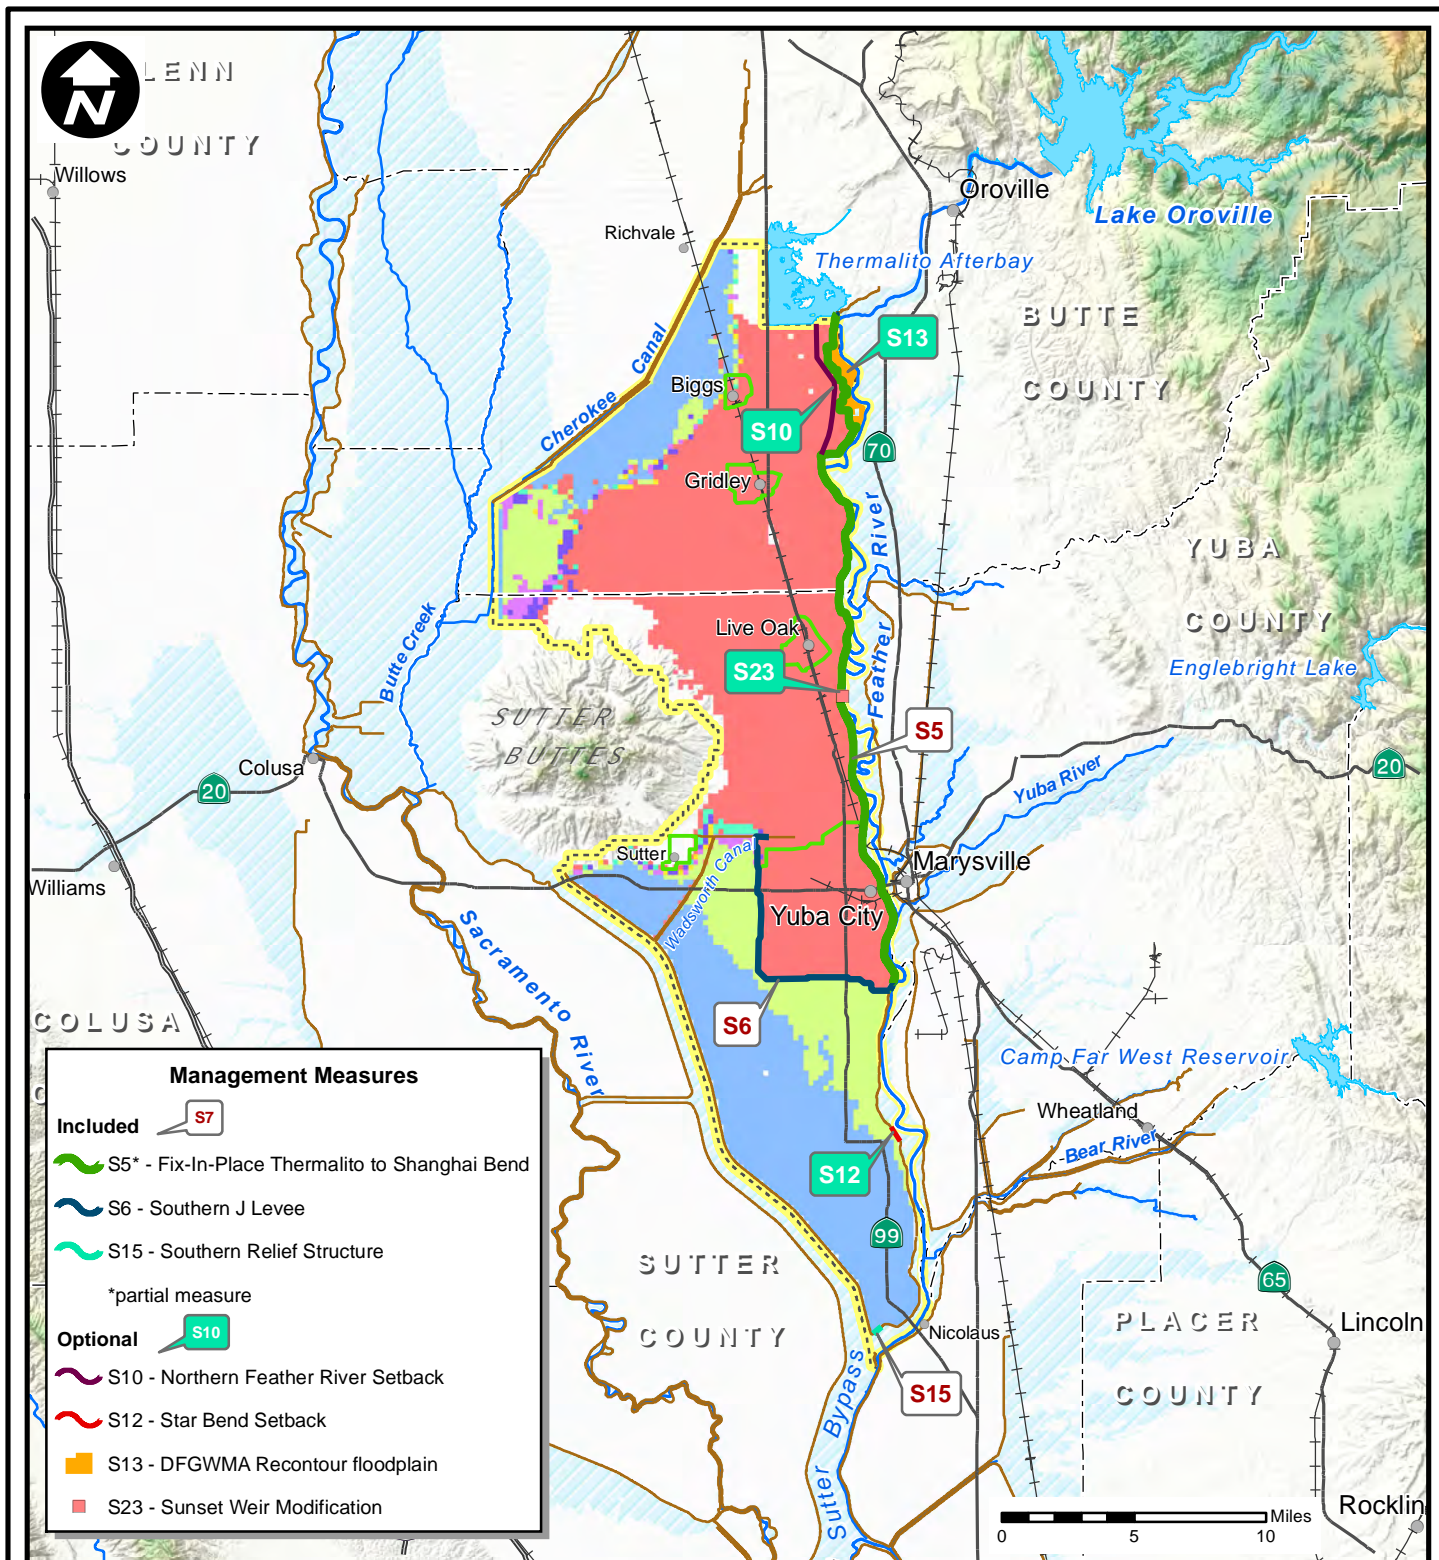 N
LENN
COUNTY
Willows
Richvale
Oroville
Lake Oroville
Thermalito Afterbay
BUTTE
COUNTY
S13
Cherokee Canal
Biggs
S10
70
Gridley
Feather River
YUBA
COUNTY
Butte Creek
Live Oak
S23
Englebright Lake
SUTTER
BUTTES
S5
Colusa
20
20
Yuba River
Sutter
Wadsworth Canal
Marysville
Williams
Yuba City
Sacramento River
COLUSA
S6
Camp Far West Reservoir
Wheatland
Bear River
S12
99
SUTTER
COUNTY
65
PLACER
COUNTY
Lincoln
Nicolaus
S15
Sutter Bypass
Rocklin
Management Measures
Included
S7
S5* - Fix-In-Place Thermalito to Shanghai Bend
S6 - Southern J Levee
S15 - Southern Relief Structure
*partial measure
Optional
S10
S10 - Northern Feather River Setback
S12 - Star Bend Setback
S13 - DFGWMA Recontour floodplain
S23 - Sunset Weir Modification
Miles
0 5 10